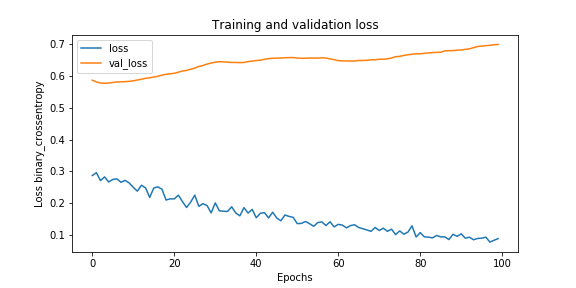 Training and validation loss
loss
val_loss
0.7
0.6
0.5
0.4
0.3
0.2
0.1
Loss binary_crossentropy
0 20 40 60 80 100
Epochs